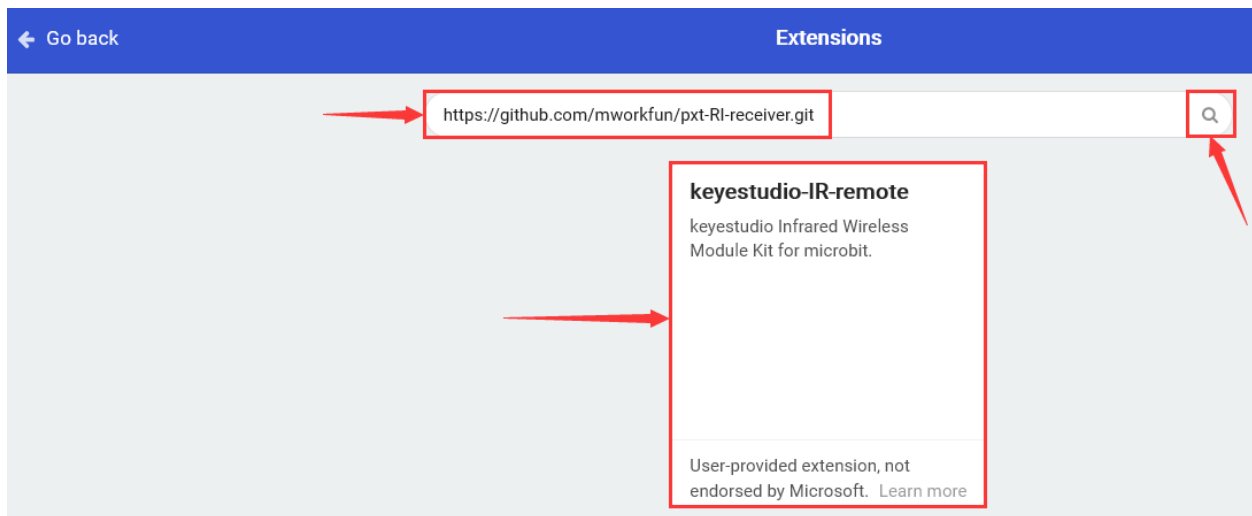 Go back
Extensions
https://github.com/mworkfun/pxt-RI-receiver.git
keyestudio-IR-remote
keyestudio Infrared Wireless
Module Kit for microbit.
User-provided extension, not
endorsed by Microsoft. Learn more